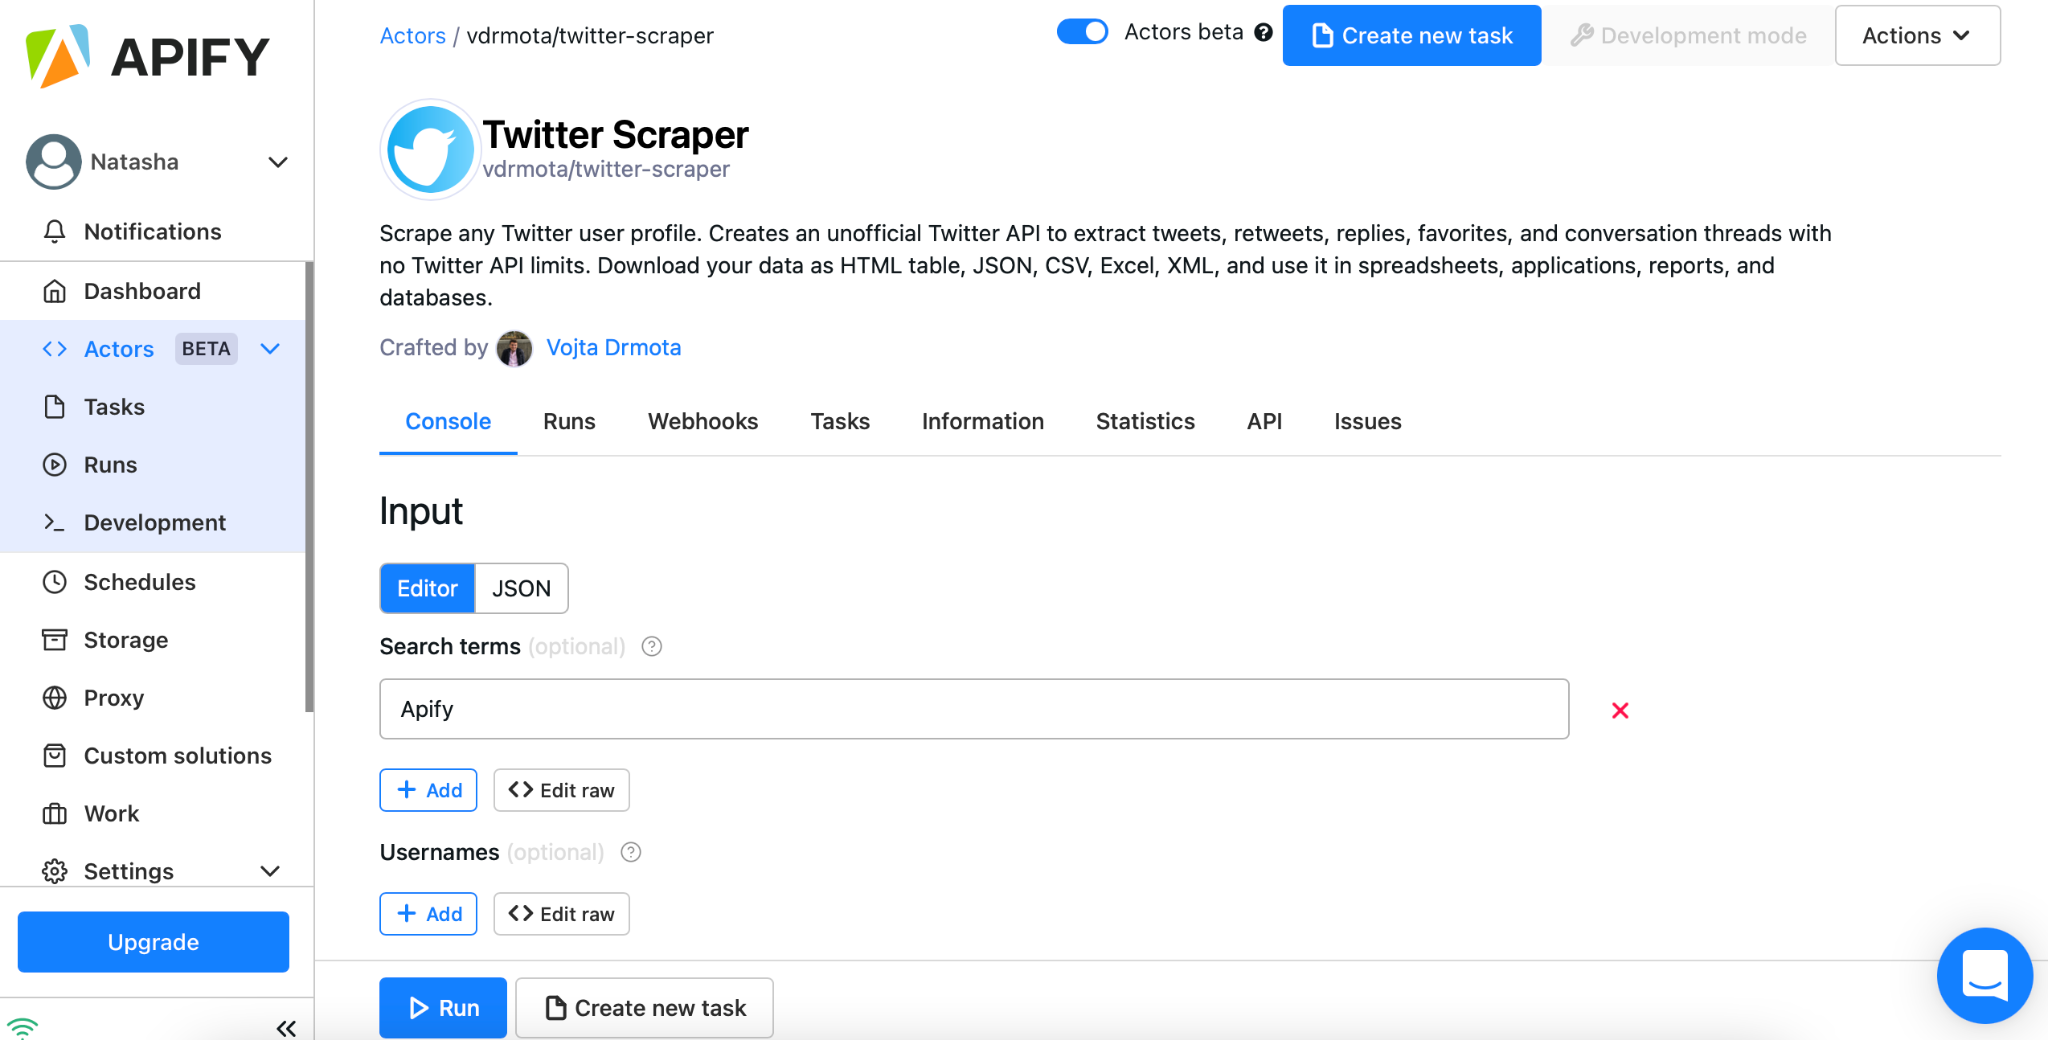 APIFY
Natasha
Notifications
Dashboard
Actors BETA
Tasks
Runs
Development
Schedules
Storage
Proxy
Custom solutions
Work
Settings
Upgrade
Actors / vdrmota/twitter-scraper
Actors beta ?
Create new task
Development mode
Actions
Twitter Scraper
vdrmota/twitter-scraper
Scrape any Twitter user profile. Creates an unofficial Twitter API to extract tweets, retweets, replies, favorites, and conversation threads with
no Twitter API limits. Download your data as HTML table, JSON, CSV, Excel, XML, and use it in spreadsheets, applications, reports, and
databases.
Crafted by Vojta Drmota
Console Runs Webhooks Tasks Information Statistics API Issues
Input
Editor JSON
Search terms (optional) ?
Apify
+ Add <> Edit raw
Usernames (optional) ?
+ Add <> Edit raw
Run Create new task